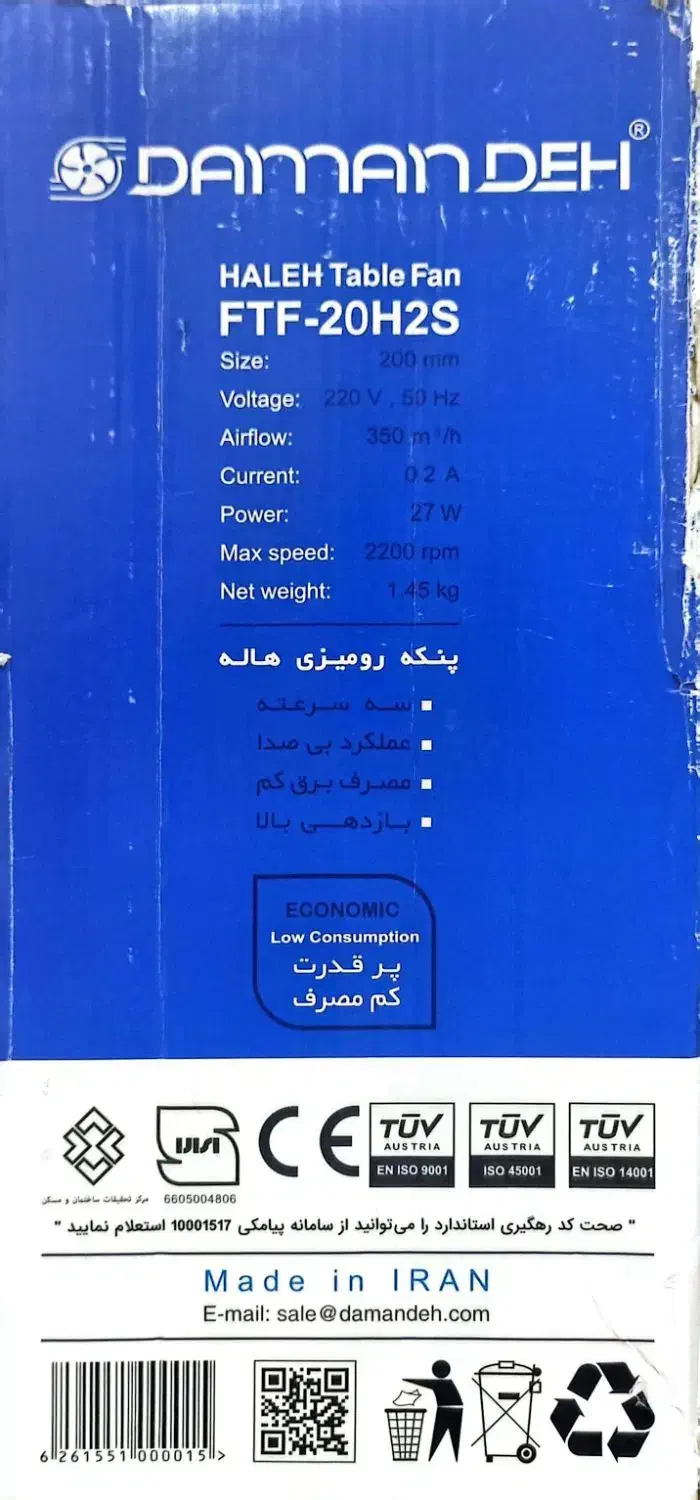 DAMANDEH®
HALEH Table Fan
FTF-20H2S
Size: 200 mm
Voltage: 220 V , 50 Hz
Airflow: 350 m³/h
Current: 0.2 A
Power: 27 W
Max speed: 2200 rpm
Net weight: 1.45 kg
پنکه رومیزی هاله
سه سرعته
عملکرد بی صدا
مصرف برق کم
بازدهی بالا
ECONOMIC
Low Consumption
پر قدرت
کم مصرف
CE
TÜV TÜV TÜV
AUSTRIA AUSTRIA AUSTRIA
EN ISO 9001 ISO 45001 EN ISO 14001
مرکز تحقیقات ساختمان و مسکن 6605004806
" صحت کد رهگیری استاندارد را می‌توانید از سامانه پیامکی 10001517 استعلام نمایید "
Made in IRAN
E-mail: sale@damandeh.com
6 261551 000015 >